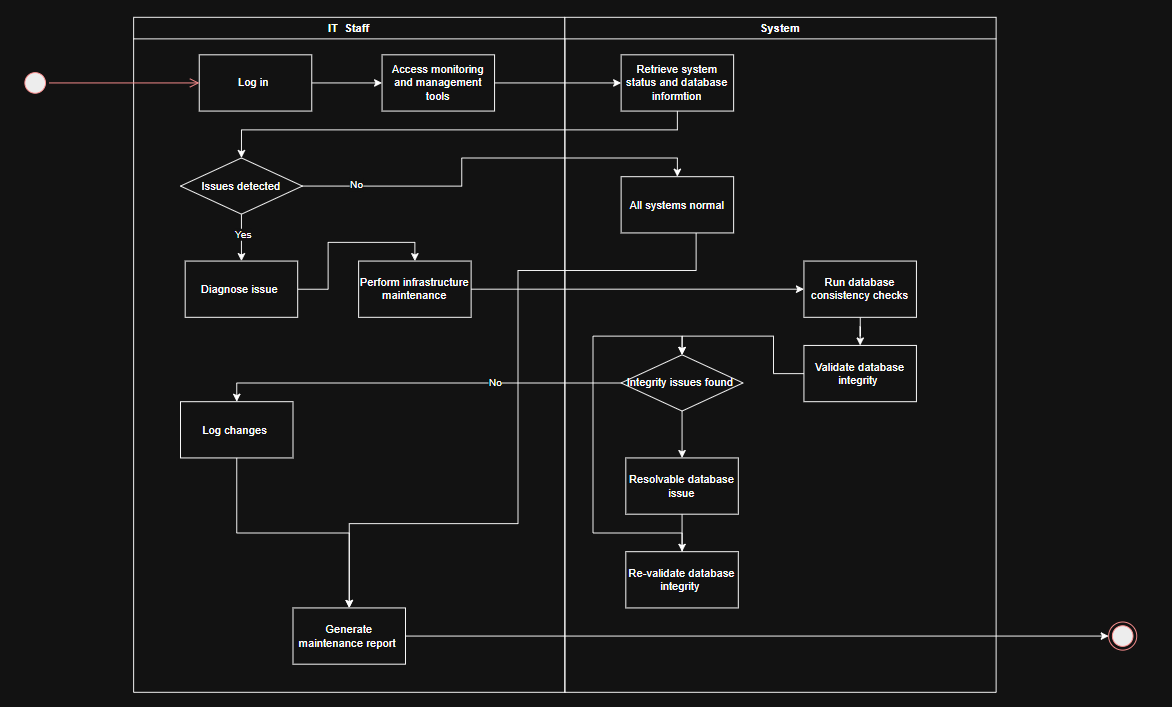 IT Staff
System
Log in
Access monitoring
and management
tools
Retrieve system
status and database
informtion
Issues detected
No
All systems normal
Yes
Diagnose issue
Perform infrastructure
maintenance
Run database
consistency checks
Validate database
integrity
Integrity issues found
No
Log changes
Resolvable database
issue
Re-validate database
integrity
Generate
maintenance report